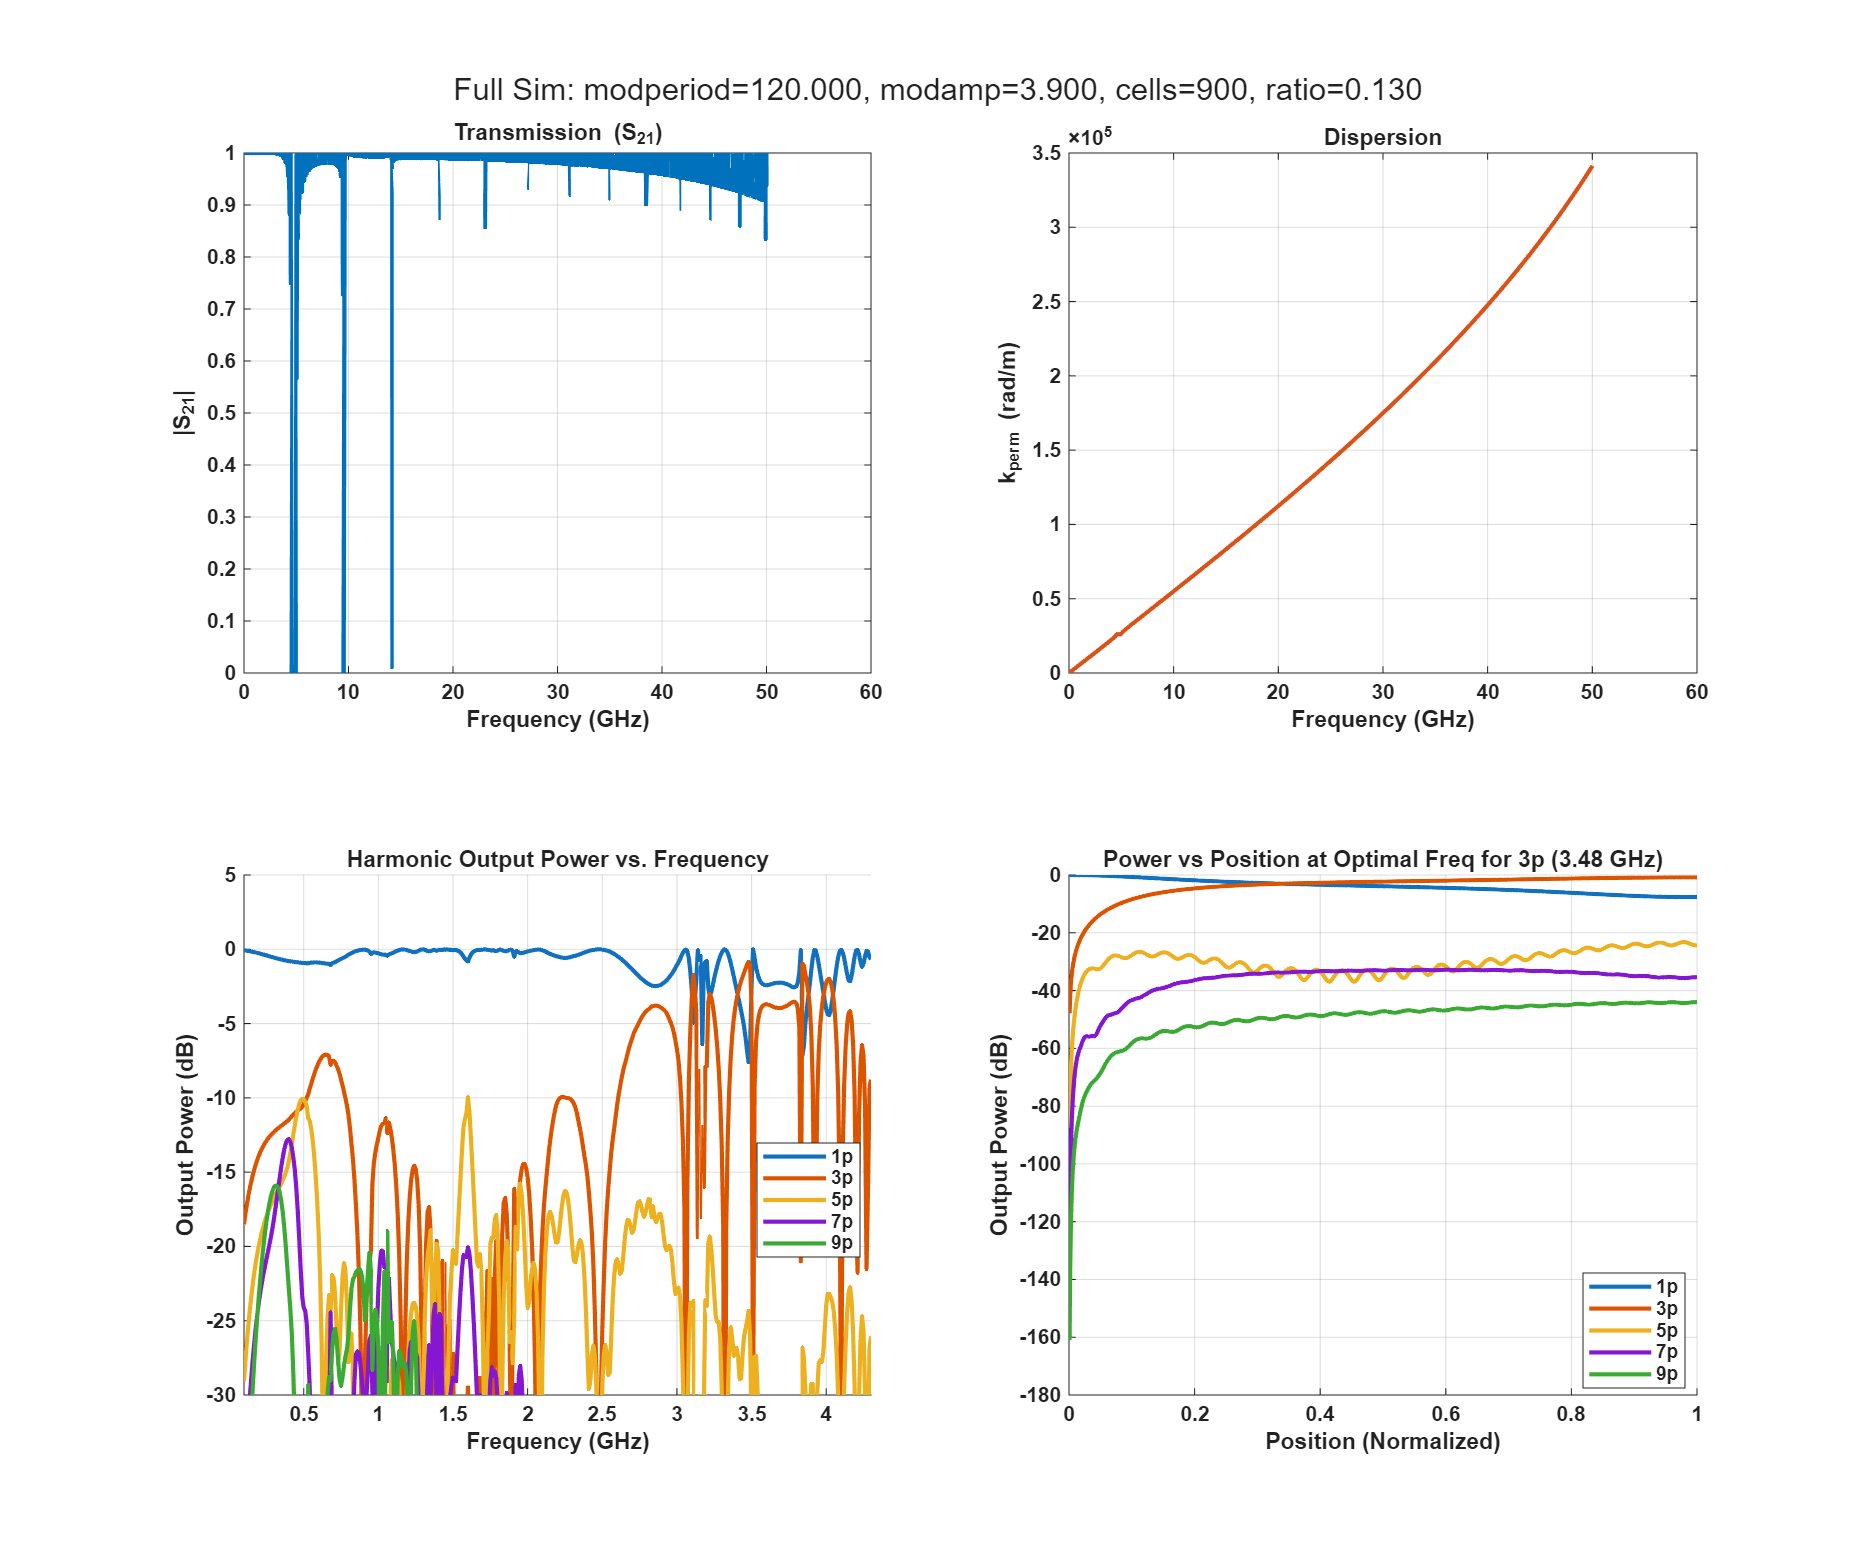 Full Sim: modperiod=120.000, modamp=3.900, cells=900, ratio=0.130
Transmission (S21)
1
0.9
0.8
0.7
0.6
0.5
0.4
0.3
0.2
0.1
0
|S21|
0 10 20 30 40 50 60
Frequency (GHz)
×10^5
Dispersion
3.5
3
2.5
2
1.5
1
0.5
0
kperm (rad/m)
0 10 20 30 40 50 60
Frequency (GHz)
Harmonic Output Power vs. Frequency
5
0
-5
-10
-15
-20
-25
-30
Output Power (dB)
1p
3p
5p
7p
9p
0.5 1 1.5 2 2.5 3 3.5 4
Frequency (GHz)
Power vs Position at Optimal Freq for 3p (3.48 GHz)
0
-20
-40
-60
-80
-100
-120
-140
-160
-180
Output Power (dB)
1p
3p
5p
7p
9p
0 0.2 0.4 0.6 0.8 1
Position (Normalized)